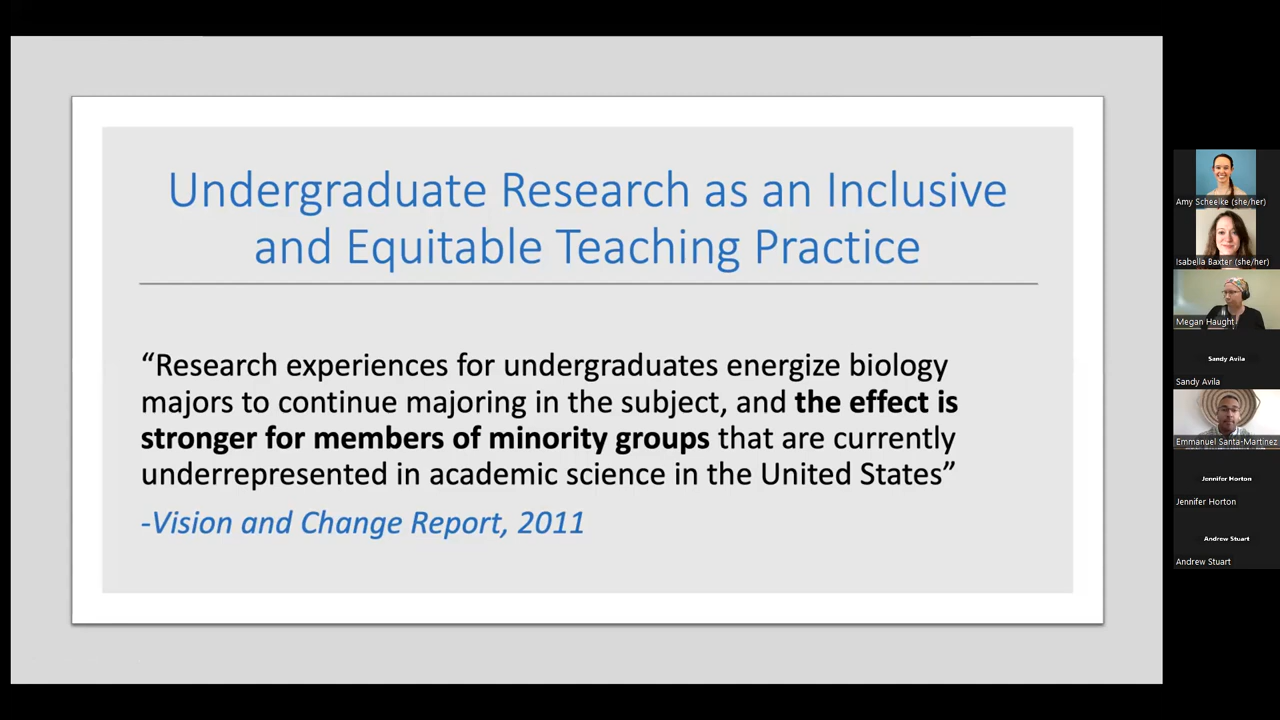 Undergraduate Research as an Inclusive
and Equitable Teaching Practice
“Research experiences for undergraduates energize biology
majors to continue majoring in the subject, and the effect is
stronger for members of minority groups that are currently
underrepresented in academic science in the United States”
-Vision and Change Report, 2011
Amy Scheelke (she/her)
Isabella Baxter (she/her)
Megan Haught
Sandy Avila
Sandy Avila
Emmanuel Santa-Martinez
Jennifer Horton
Jennifer Horton
Andrew Stuart
Andrew Stuart